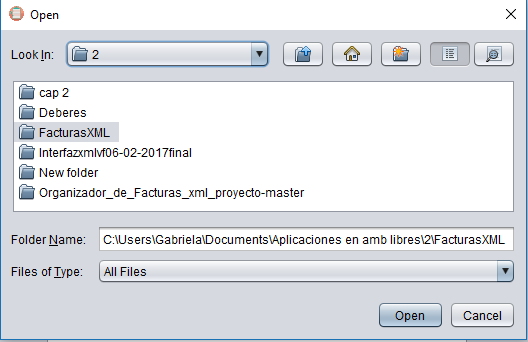 Open
Look In: 2
cap 2
Deberes
FacturasXML
Interfazxmlvf06-02-2017final
New folder
Organizador_de_Facturas_xml_proyecto-master
Folder Name: C:\Users\Gabriela\Documents\Aplicaciones en amb libres\2\FacturasXML
Files of Type: All Files
Open Cancel